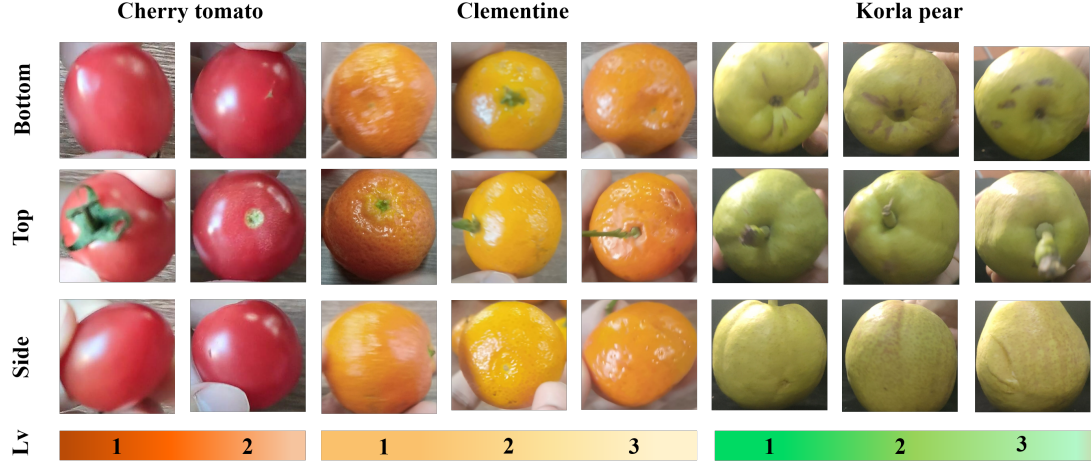 Cherry tomato Clementine Korla pear
Bottom
Top
Side
Lv 1 2 1 2 3 1 2 3